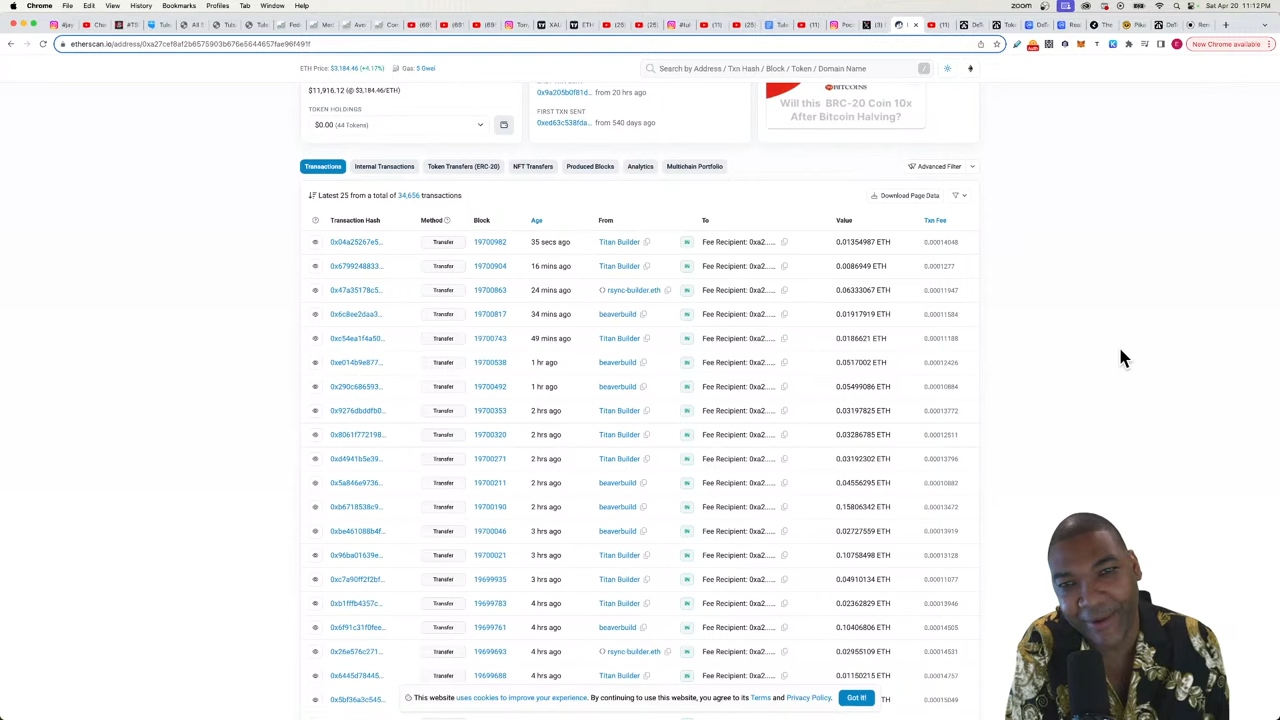 Chrome File Edit View History Bookmarks Profiles Tab Window Help zoom Sat Apr 20 11:12 PM
etherscan.io/address/0xa27cef8af2b6575903b676e5644657fae96f491f New Chrome available
ETH Price: $3,184.46 (+4.17%) Gas: 5 Gwei Search by Address / Txn Hash / Block / Token / Domain Name /
$11,916.12 (@ $3,184.46/ETH)
0x9a205b0f81d... from 20 hrs ago
BITCOINS
Will this BRC-20 Coin 10x
After Bitcoin Halving?
TOKEN HOLDINGS
$0.00 (44 Tokens)
FIRST TXN SENT
0xed63c538fda... from 540 days ago
Transactions Internal Transactions Token Transfers (ERC-20) NFT Transfers Produced Blocks Analytics Multichain Portfolio Advanced Filter
Latest 25 from a total of 34,656 transactions Download Page Data
Transaction Hash Method Block Age From To Value Txn Fee
0x04a25267e5... Transfer 19700982 35 secs ago Titan Builder IN Fee Recipient: 0xa2..... 0.01354987 ETH 0.00014048
0x6799248833... Transfer 19700904 16 mins ago Titan Builder IN Fee Recipient: 0xa2..... 0.0086949 ETH 0.0001277
0x47a35178c5... Transfer 19700863 24 mins ago rsync-builder.eth IN Fee Recipient: 0xa2..... 0.06333067 ETH 0.00011947
0x6c8ee2daa3... Transfer 19700817 34 mins ago beaverbuild IN Fee Recipient: 0xa2..... 0.01917919 ETH 0.00011584
0xc54ea1f4a50... Transfer 19700743 49 mins ago Titan Builder IN Fee Recipient: 0xa2..... 0.0186621 ETH 0.00011188
0xe014b9e877... Transfer 19700538 1 hr ago beaverbuild IN Fee Recipient: 0xa2..... 0.0517002 ETH 0.00012426
0x290c686593... Transfer 19700492 1 hr ago beaverbuild IN Fee Recipient: 0xa2..... 0.05499086 ETH 0.00010884
0x9276dbddfb0... Transfer 19700353 2 hrs ago Titan Builder IN Fee Recipient: 0xa2..... 0.03197825 ETH 0.00013772
0x8061f772198... Transfer 19700320 2 hrs ago Titan Builder IN Fee Recipient: 0xa2..... 0.03286785 ETH 0.00012511
0xd4941b5e39... Transfer 19700271 2 hrs ago Titan Builder IN Fee Recipient: 0xa2..... 0.03192302 ETH 0.00013796
0x5a846e9736... Transfer 19700211 2 hrs ago beaverbuild IN Fee Recipient: 0xa2..... 0.04556295 ETH 0.00010882
0xb6718538c9... Transfer 19700190 2 hrs ago beaverbuild IN Fee Recipient: 0xa2..... 0.15806342 ETH 0.00013472
0xbe461088b4f... Transfer 19700046 3 hrs ago beaverbuild IN Fee Recipient: 0xa2..... 0.02727559 ETH 0.00013919
0x96ba01639e... Transfer 19700021 3 hrs ago Titan Builder IN Fee Recipient: 0xa2..... 0.10758498 ETH 0.00013128
0xc7a90ff2f2bf... Transfer 19699935 3 hrs ago Titan Builder IN Fee Recipient: 0xa2..... 0.04910134 ETH 0.00011077
0xb1fffb4357c... Transfer 19699783 4 hrs ago Titan Builder IN Fee Recipient: 0xa2..... 0.02362829 ETH 0.00013946
0x6f91c31f0fee... Transfer 19699761 4 hrs ago beaverbuild IN Fee Recipient: 0xa2..... 0.10406806 ETH 0.00014505
0x26e576c271... Transfer 19699693 4 hrs ago rsync-builder.eth IN Fee Recipient: 0xa2..... 0.02955109 ETH 0.00014531
0x6445d78445... Transfer 19699688 4 hrs ago Titan Builder IN Fee Recipient: 0xa2..... 0.01150215 ETH 0.00014757
0x5bf36a3c545... TH 0.00015049
This website uses cookies to improve your experience. By continuing to use this website, you agree to its Terms and Privacy Policy. Got it!